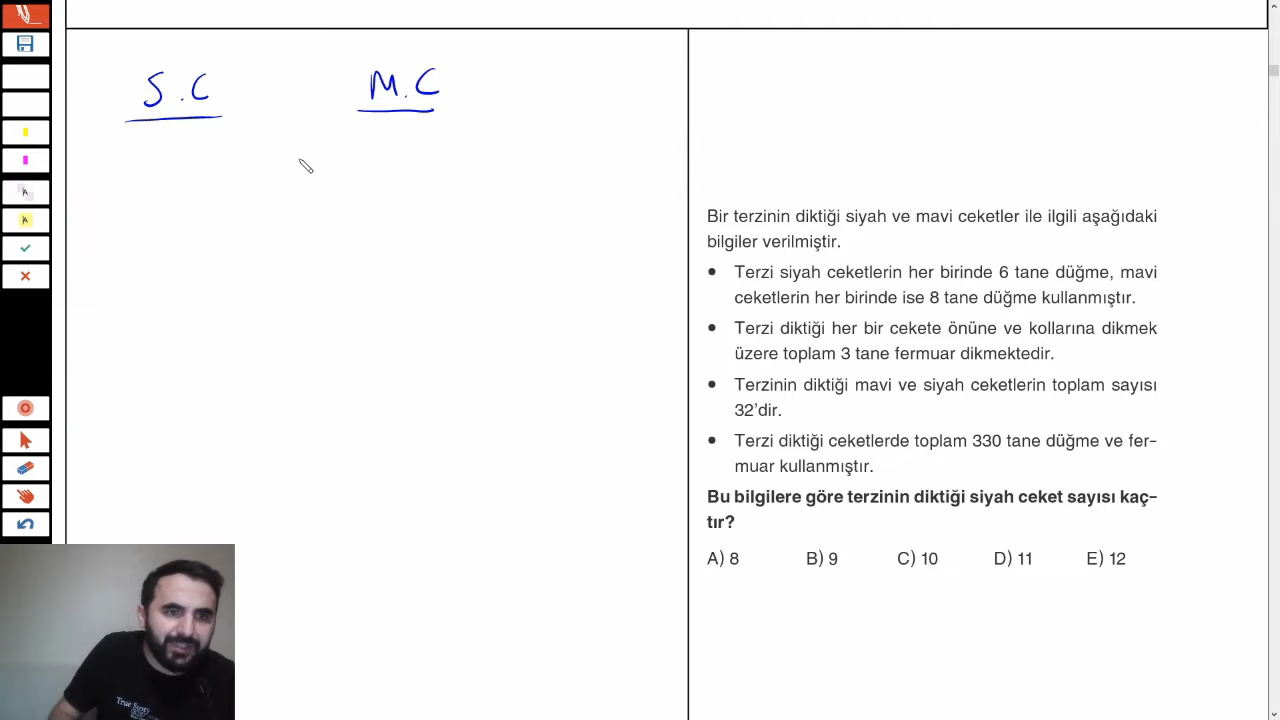 S.C
M.C
Bir terzinin diktiği siyah ve mavi ceketler ile ilgili aşağıdaki
bilgiler verilmiştir.
• Terzi siyah ceketlerin her birinde 6 tane düğme, mavi
ceketlerin her birinde ise 8 tane düğme kullanmıştır.
• Terzi diktiği her bir cekete önüne ve kollarına dikmek
üzere toplam 3 tane fermuar dikmektedir.
• Terzinin diktiği mavi ve siyah ceketlerin toplam sayısı
32'dir.
• Terzi diktiği ceketlerde toplam 330 tane düğme ve fer-
muar kullanmıştır.
Bu bilgilere göre terzinin diktiği siyah ceket sayısı kaç-
tır?
A) 8 B) 9 C) 10 D) 11 E) 12
A
A
True Story